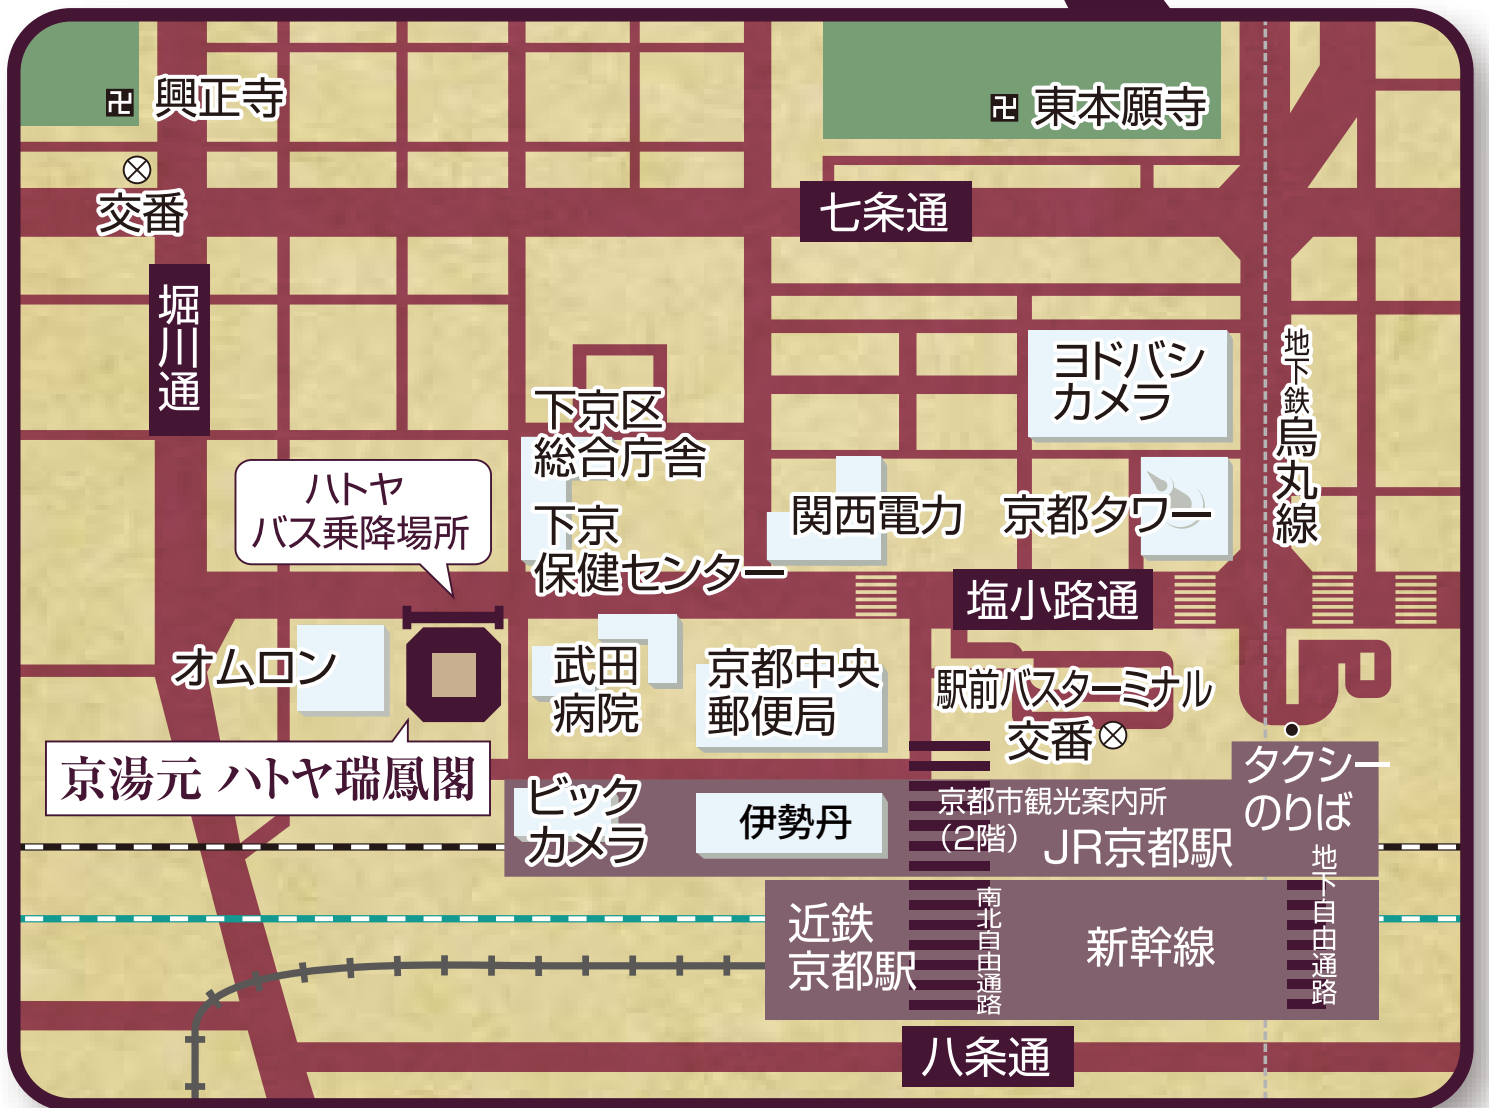 興正寺
東本願寺
交番
七条通
堀川通
ヨドバシ
カメラ
地下鉄烏丸線
下京区
総合庁舎
ハトヤ
バス乗降場所
関西電力
京都タワー
下京
保健センター
塩小路通
オムロン
武田
病院
京都中央
郵便局
駅前バスターミナル
交番
京湯元 ハトヤ瑞鳳閣
タクシー
のりば
ビック
カメラ
伊勢丹
京都市観光案内所
(2階)
JR京都駅
地下自由通路
近鉄
京都駅
南北自由通路
新幹線
八条通